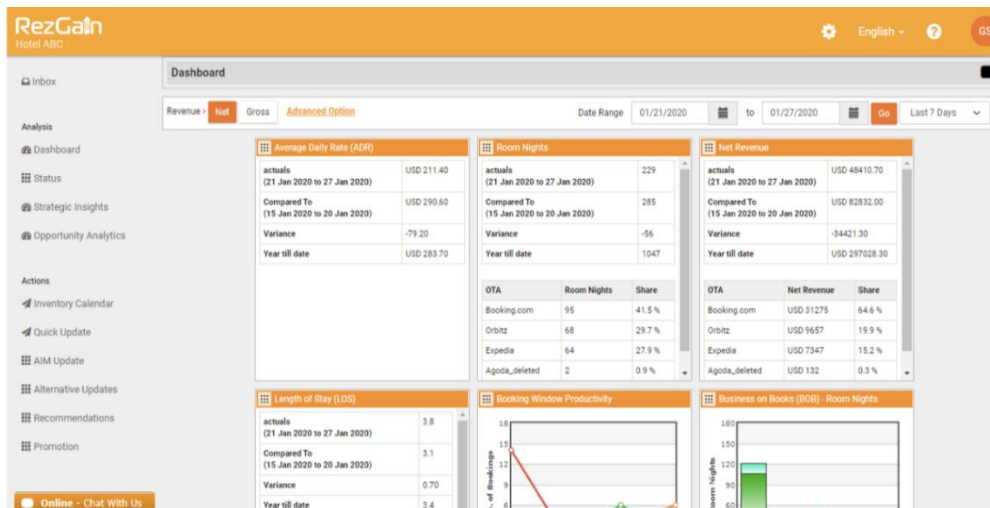 RezGain
Hotel ABC
English
?
GS
Inbox
Dashboard
Revenue › Net Gross Advanced Option Date Range 01/21/2020 to 01/27/2020 Go Last 7 Days
Analysis
Dashboard
Status
Strategic Insights
Opportunity Analytics
Actions
Inventory Calendar
Quick Update
AIM Update
Alternative Updates
Recommendations
Promotion
Online - Chat With Us
Average Daily Rate (ADR)
actuals USD 211.40
(21 Jan 2020 to 27 Jan 2020)
Compared To USD 290.60
(15 Jan 2020 to 20 Jan 2020)
Variance -79.20
Year till date USD 283.70
Room Nights
actuals 229
(21 Jan 2020 to 27 Jan 2020)
Compared To 285
(15 Jan 2020 to 20 Jan 2020)
Variance -56
Year till date 1047
OTA Room Nights Share
Booking.com 95 41.5 %
Orbitz 68 29.7 %
Expedia 64 27.9 %
Agoda_deleted 2 0.9 %
Net Revenue
actuals USD 48410.70
(21 Jan 2020 to 27 Jan 2020)
Compared To USD 82832.00
(15 Jan 2020 to 20 Jan 2020)
Variance -34421.30
Year till date USD 297028.30
OTA Net Revenue Share
Booking.com USD 31275 64.6 %
Orbitz USD 9657 19.9 %
Expedia USD 7347 15.2 %
Agoda_deleted USD 132 0.3 %
Length of Stay (LOS)
actuals 3.8
(21 Jan 2020 to 27 Jan 2020)
Compared To 3.1
(15 Jan 2020 to 20 Jan 2020)
Variance 0.70
Year till date 3.4
Booking Window Productivity
18
15
12
9
6
of Bookings
Business on Books (BOB) - Room Nights
180
150
120
90
60
oom Nights